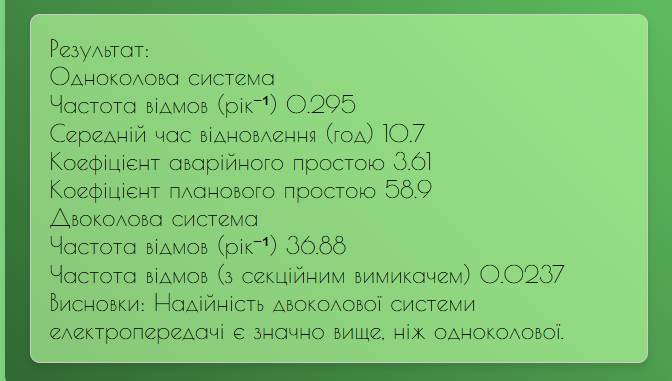 Результат:
Одноколова система
Частота відмов (рік⁻¹) 0.295
Середній час відновлення (год) 10.7
Коефіцієнт аварійного простою 3.61
Коефіцієнт планового простою 58.9
Двоколова система
Частота відмов (рік⁻¹) 36.88
Частота відмов (з секційним вимикачем) 0.0237
Висновки: Надійність двоколової системи
електропередачі є значно вище, ніж одноколової.